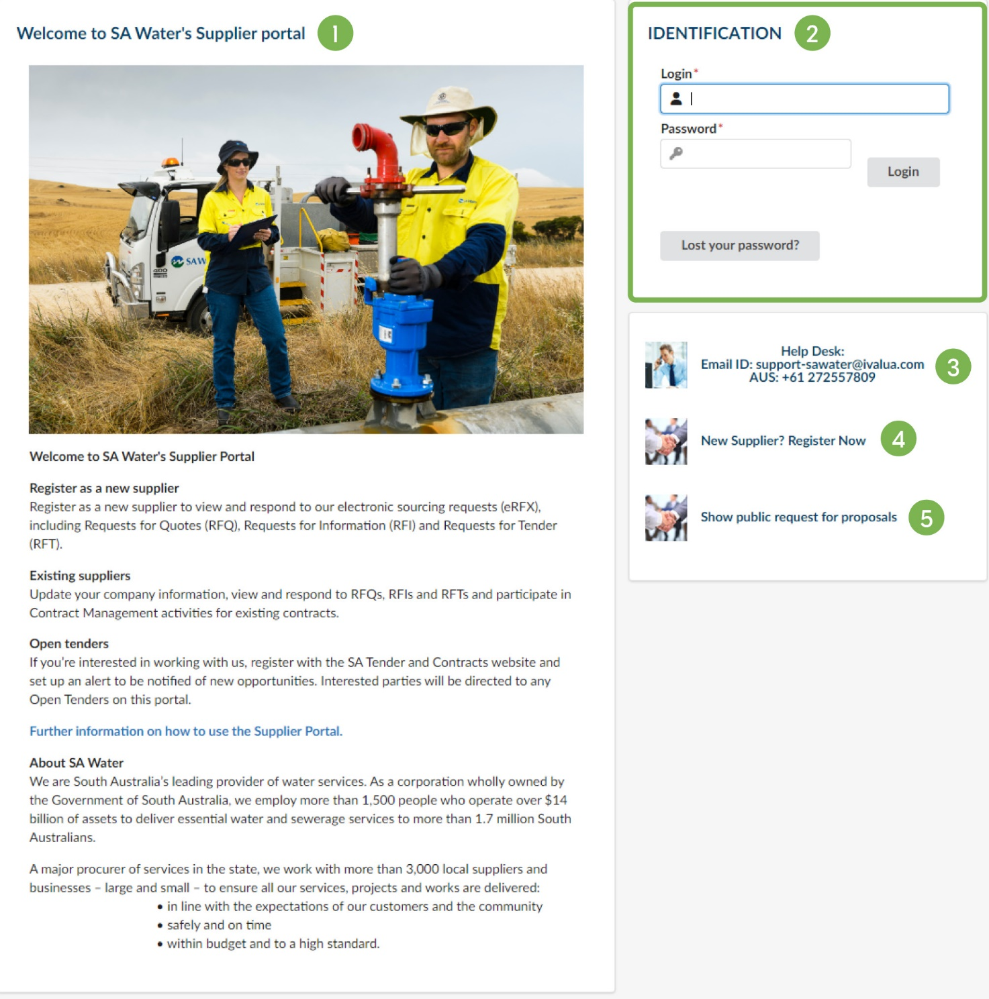 Welcome to SA Water's Supplier portal 1
SAW
400
Welcome to SA Water's Supplier Portal
Register as a new supplier
Register as a new supplier to view and respond to our electronic sourcing requests (eRFX),
including Requests for Quotes (RFQ), Requests for Information (RFI) and Requests for Tender
(RFT).
Existing suppliers
Update your company information, view and respond to RFQs, RFIs and RFTs and participate in
Contract Management activities for existing contracts.
Open tenders
If you're interested in working with us, register with the SA Tender and Contracts website and
set up an alert to be notified of new opportunities. Interested parties will be directed to any
Open Tenders on this portal.
Further information on how to use the Supplier Portal.
About SA Water
We are South Australia's leading provider of water services. As a corporation wholly owned by
the Government of South Australia, we employ more than 1,500 people who operate over $14
billion of assets to deliver essential water and sewerage services to more than 1.7 million South
Australians.
A major procurer of services in the state, we work with more than 3,000 local suppliers and
businesses – large and small – to ensure all our services, projects and works are delivered:
• in line with the expectations of our customers and the community
• safely and on time
• within budget and to a high standard.
IDENTIFICATION 2
Login*
Password*
Login
Lost your password?
Help Desk:
Email ID: support-sawater@ivalua.com 3
AUS: +61 272557809
New Supplier? Register Now 4
Show public request for proposals 5